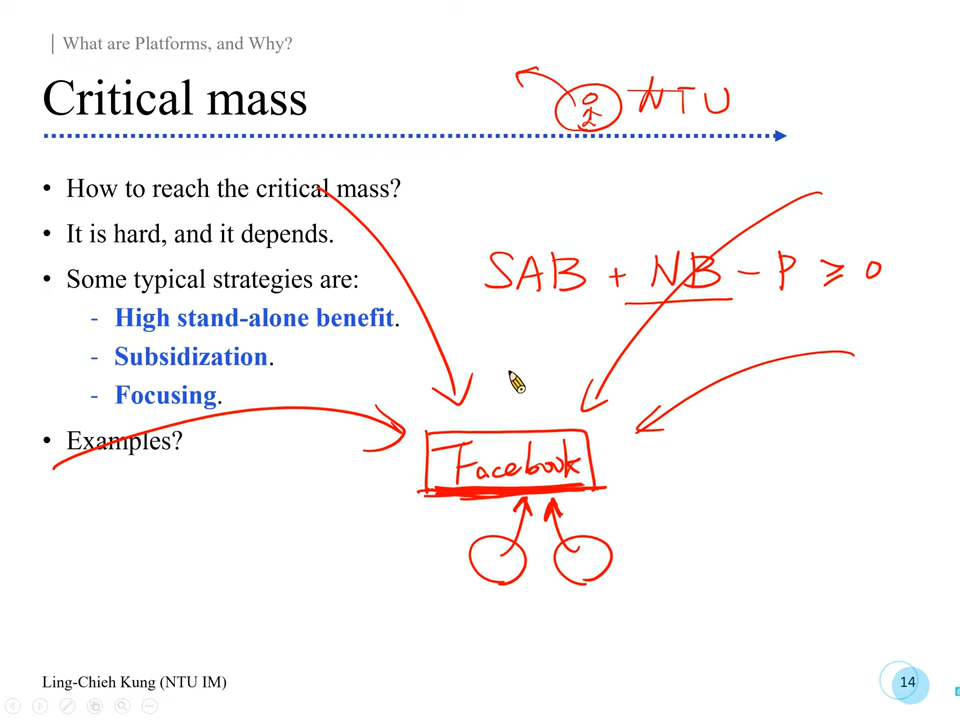 | What are Platforms, and Why?
Critical mass
NTU
• How to reach the critical mass?
• It is hard, and it depends.
• Some typical strategies are:
- High stand-alone benefit.
- Subsidization.
- Focusing.
• Examples?
SAB + NB - P ≥ 0
Facebook
Ling-Chieh Kung (NTU IM)
14